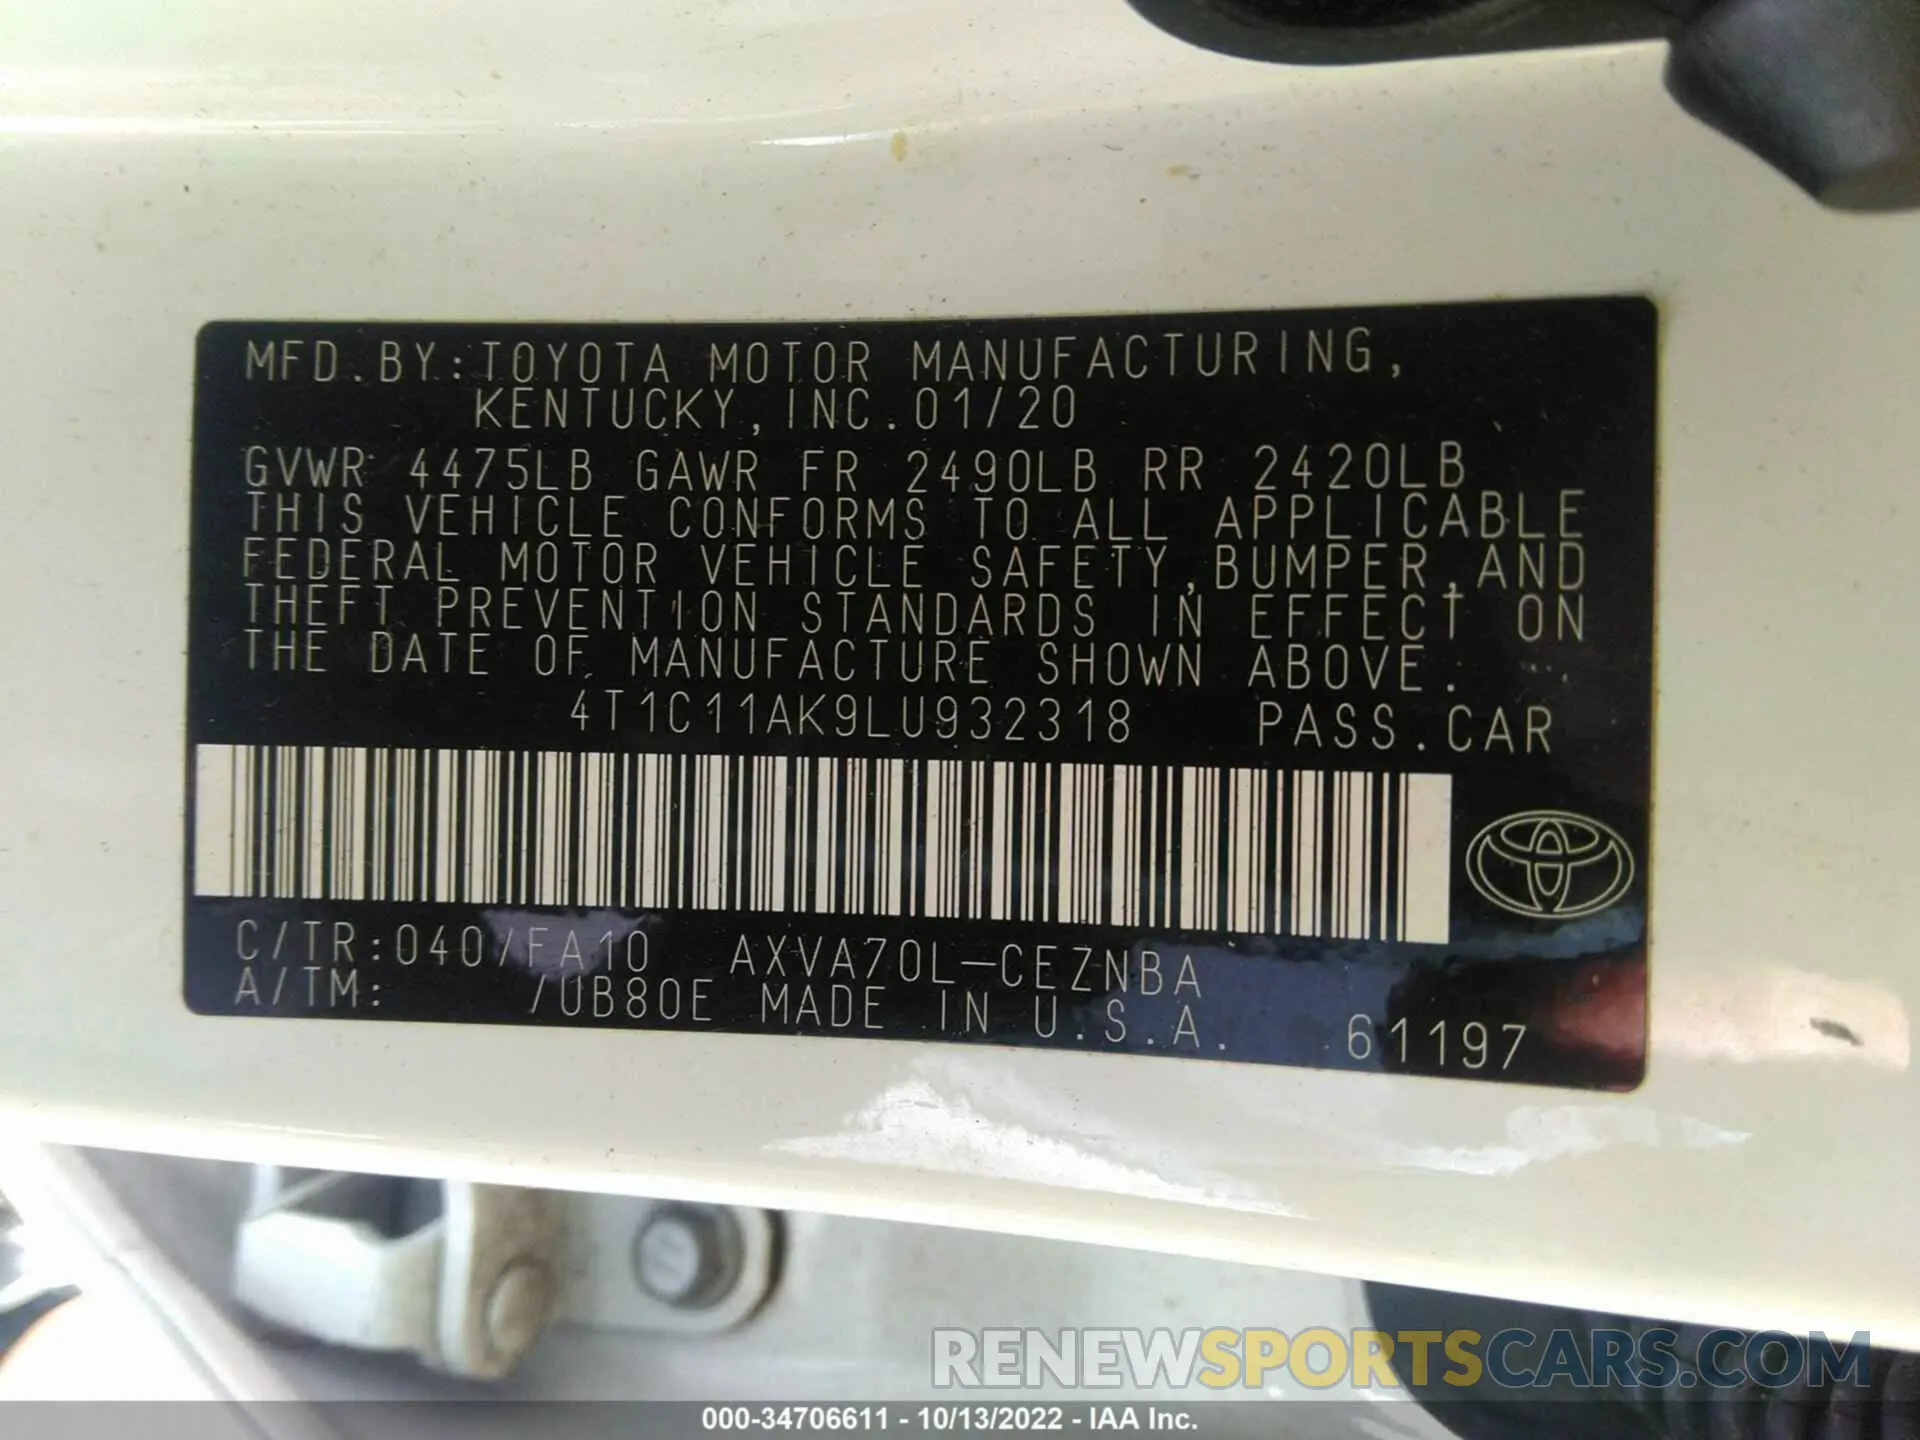 MFD.BY:TOYOTA MOTOR MANUFACTURING,
KENTUCKY,INC.01/20
GVWR 4475LB GAWR FR 2490LB RR 2420LB
THIS VEHICLE CONFORMS TO ALL APPLICABLE
FEDERAL MOTOR VEHICLE SAFETY,BUMPER,AND
THEFT PREVENTION STANDARDS IN EFFECT ON
THE DATE OF MANUFACTURE SHOWN ABOVE.
4T1C11AK9LU932318 PASS.CAR
C/TR:040/FA10 AXVA70L-CEZNBA
A/TM: /UB80E MADE IN U.S.A. 61197
RENEWSPORTSCARS.COM
000-34706611 - 10/13/2022 - IAA Inc.